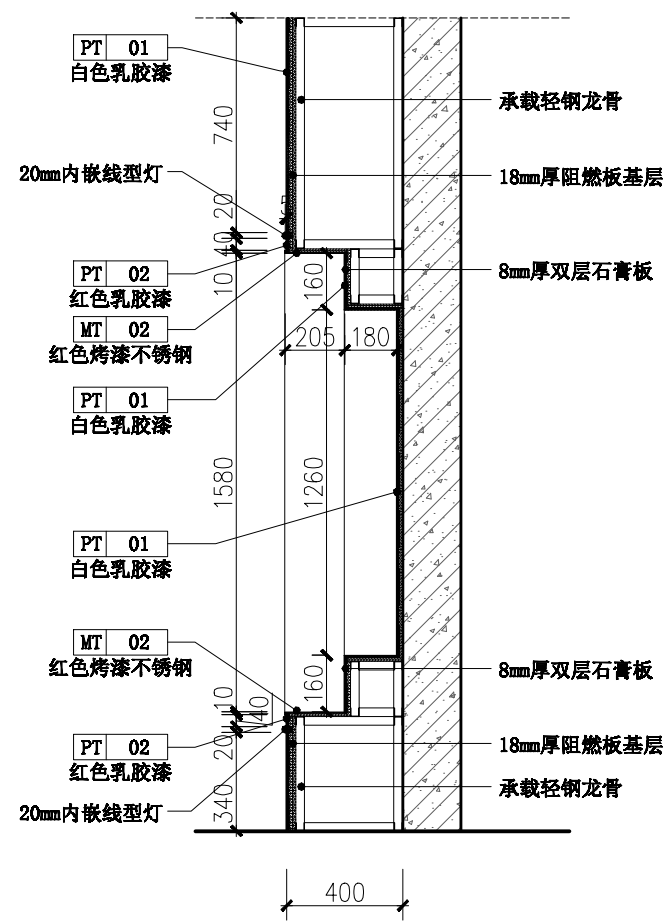 PT 01
白色乳胶漆
740
承载轻钢龙骨
20mm内嵌线型灯
18mm厚阻燃板基层
20
40
10
PT 02
红色乳胶漆
160
8mm厚双层石膏板
MT 02
红色烤漆不锈钢
205
180
PT 01
白色乳胶漆
1580
1260
PT 01
白色乳胶漆
MT 02
红色烤漆不锈钢
8mm厚双层石膏板
160
10
40
PT 02
红色乳胶漆
20
18mm厚阻燃板基层
340
承载轻钢龙骨
20mm内嵌线型灯
400